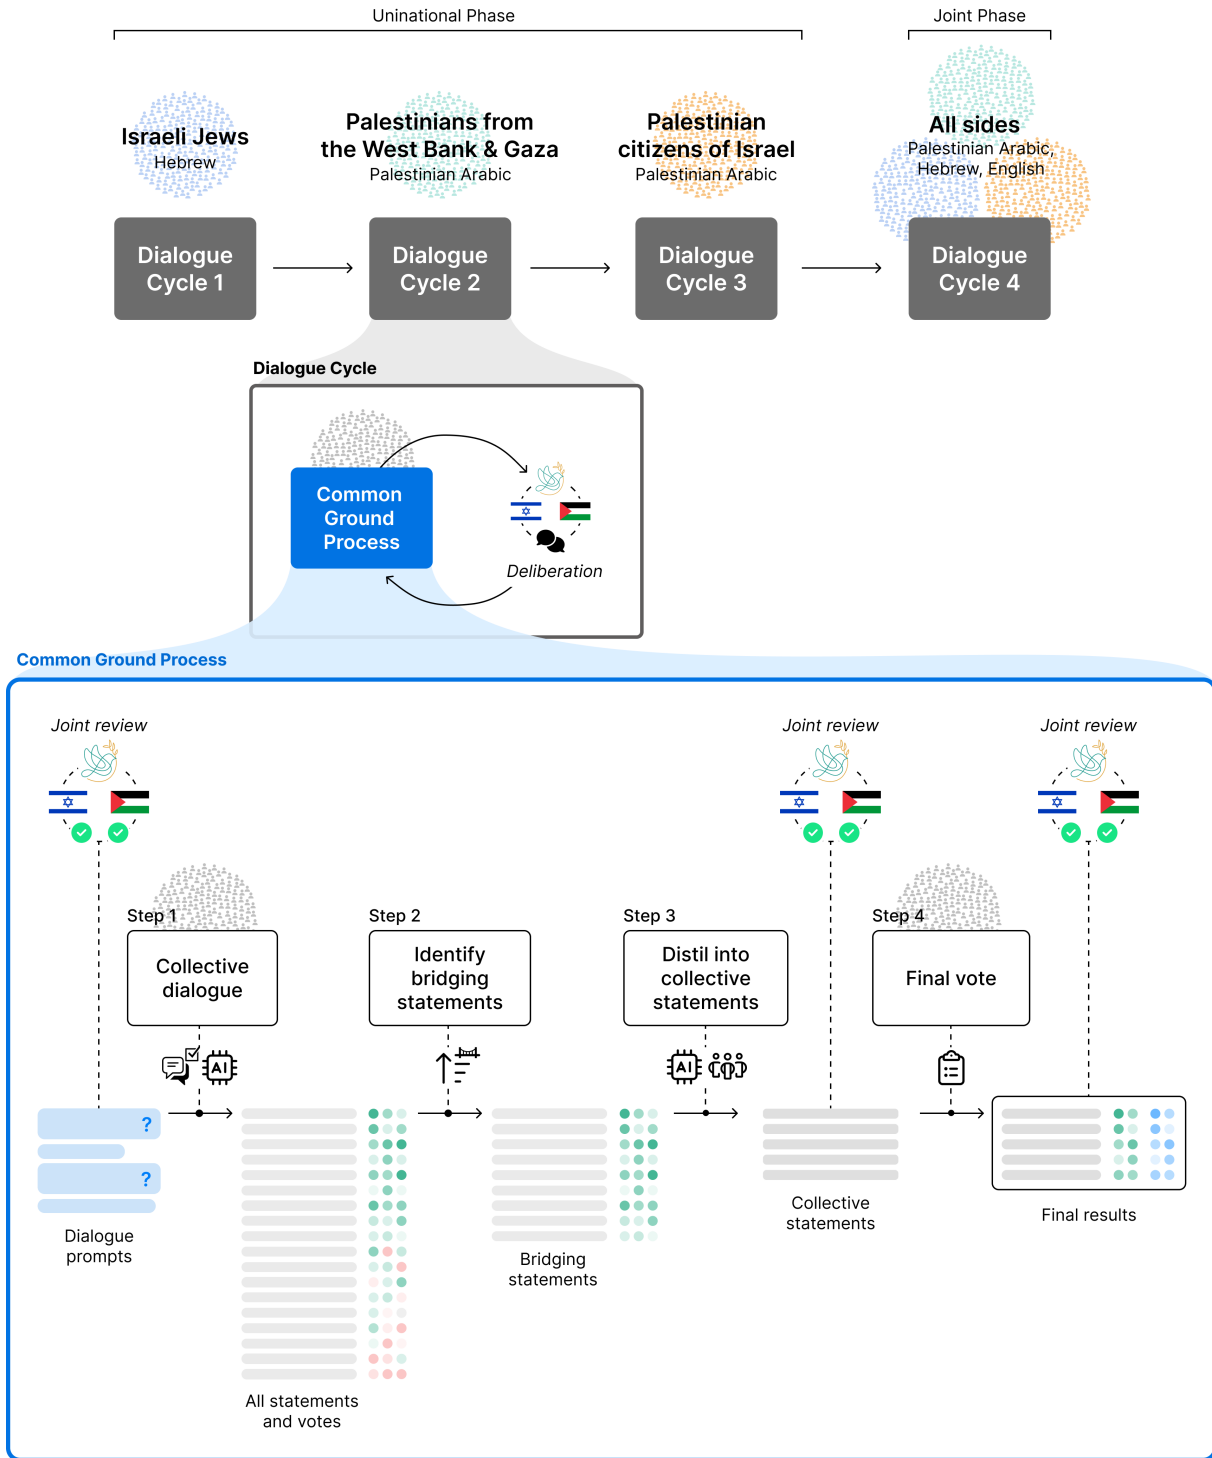 Uninational Phase
Joint Phase
Israeli Jews
Hebrew
Palestinians from
the West Bank & Gaza
Palestinian Arabic
Palestinian
citizens of Israel
Palestinian Arabic
All sides
Palestinian Arabic,
Hebrew, English
Dialogue
Cycle 1
Dialogue
Cycle 2
Dialogue
Cycle 3
Dialogue
Cycle 4
Dialogue Cycle
Common
Ground
Process
Deliberation
Common Ground Process
Joint review
Joint review
Joint review
Step 1
Collective
dialogue
Step 2
Identify
bridging
statements
Step 3
Distil into
collective
statements
Step 4
Final vote
AI
AI
?
?
Dialogue
prompts
All statements
and votes
Bridging
statements
Collective
statements
Final results